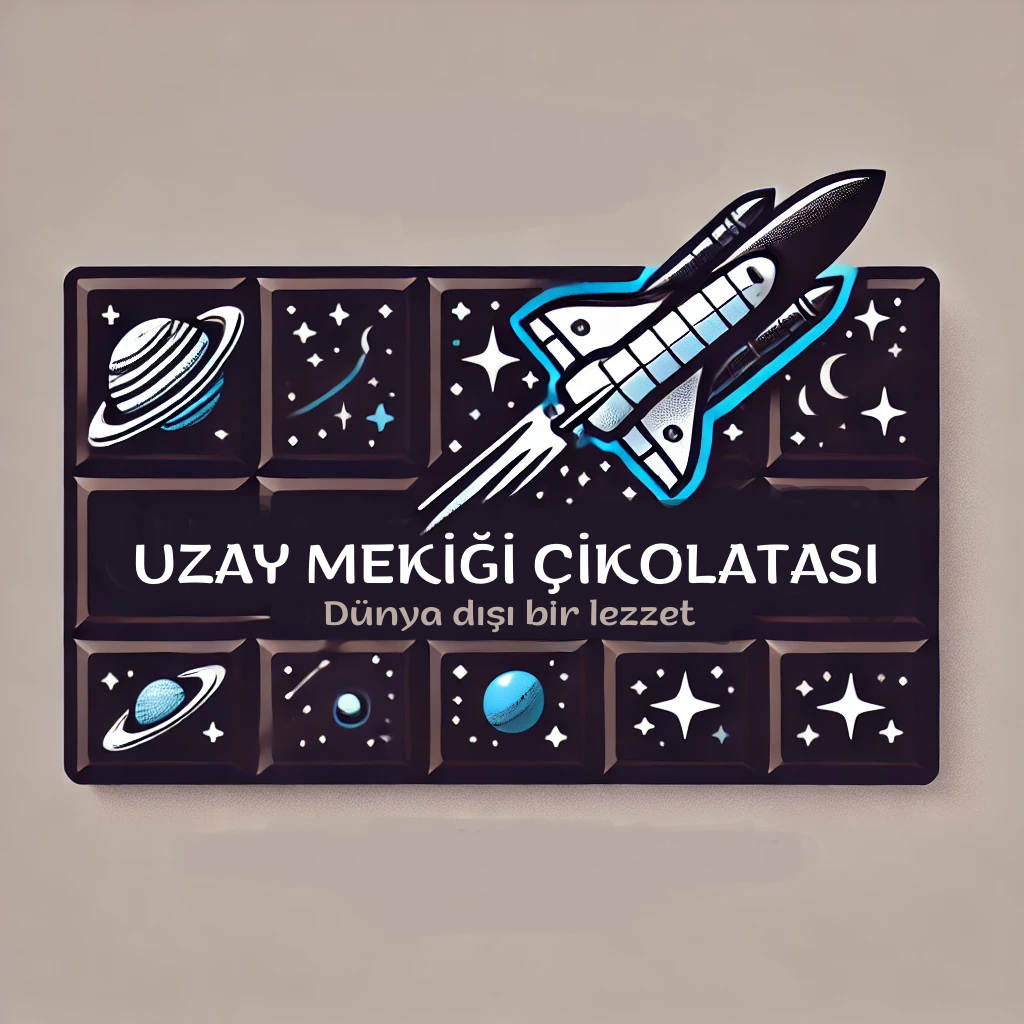 UZAY MEKİĞİ ÇİKOLATASI
Dünya dışı bir lezzet